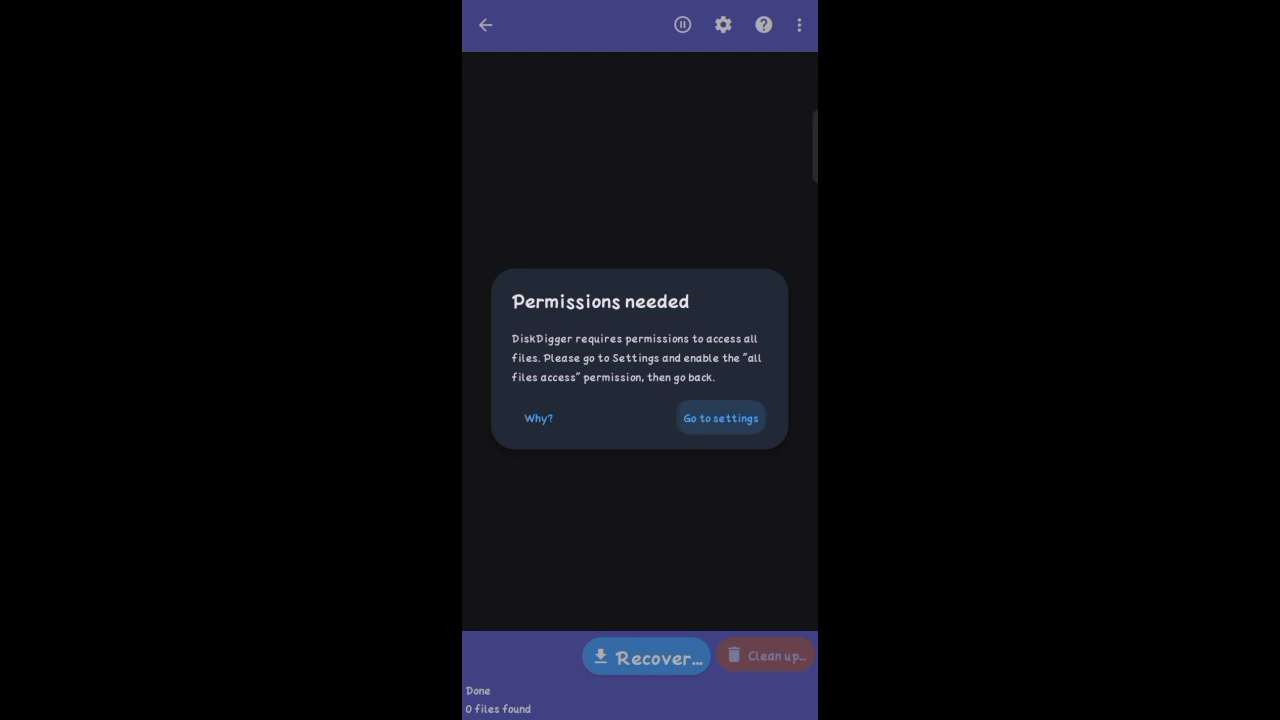 Permissions needed
DiskDigger requires permissions to access all
files. Please go to Settings and enable the "all
files access" permission, then go back.
Why?
Go to settings
Recover...
Clean up...
Done
0 files found